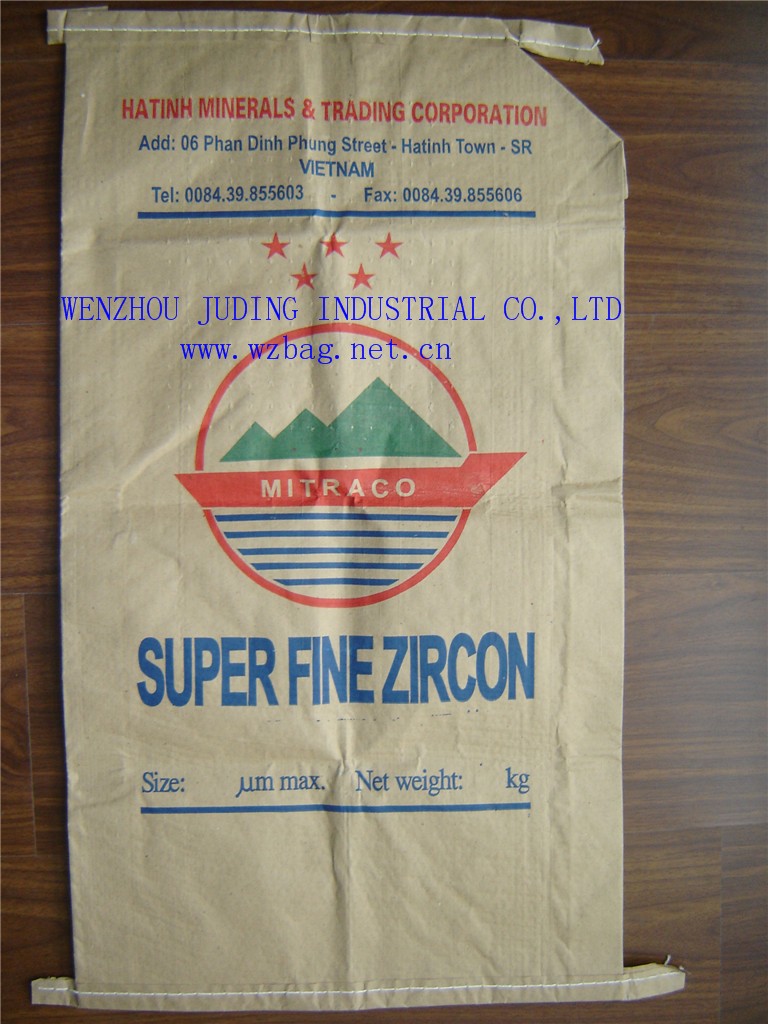 HATINH MINERALS & TRADING CORPORATION
Add: 06 Phan Dinh Phung Street - Hatinh Town - SR
VIETNAM
Tel: 0084.39.855603 - Fax: 0084.39.855606
WENZHOU JUDING INDUSTRIAL CO.,LTD
www.wzbag.net.cn
MITRACO
SUPER FINE ZIRCON
Size: μm max. Net weight: kg